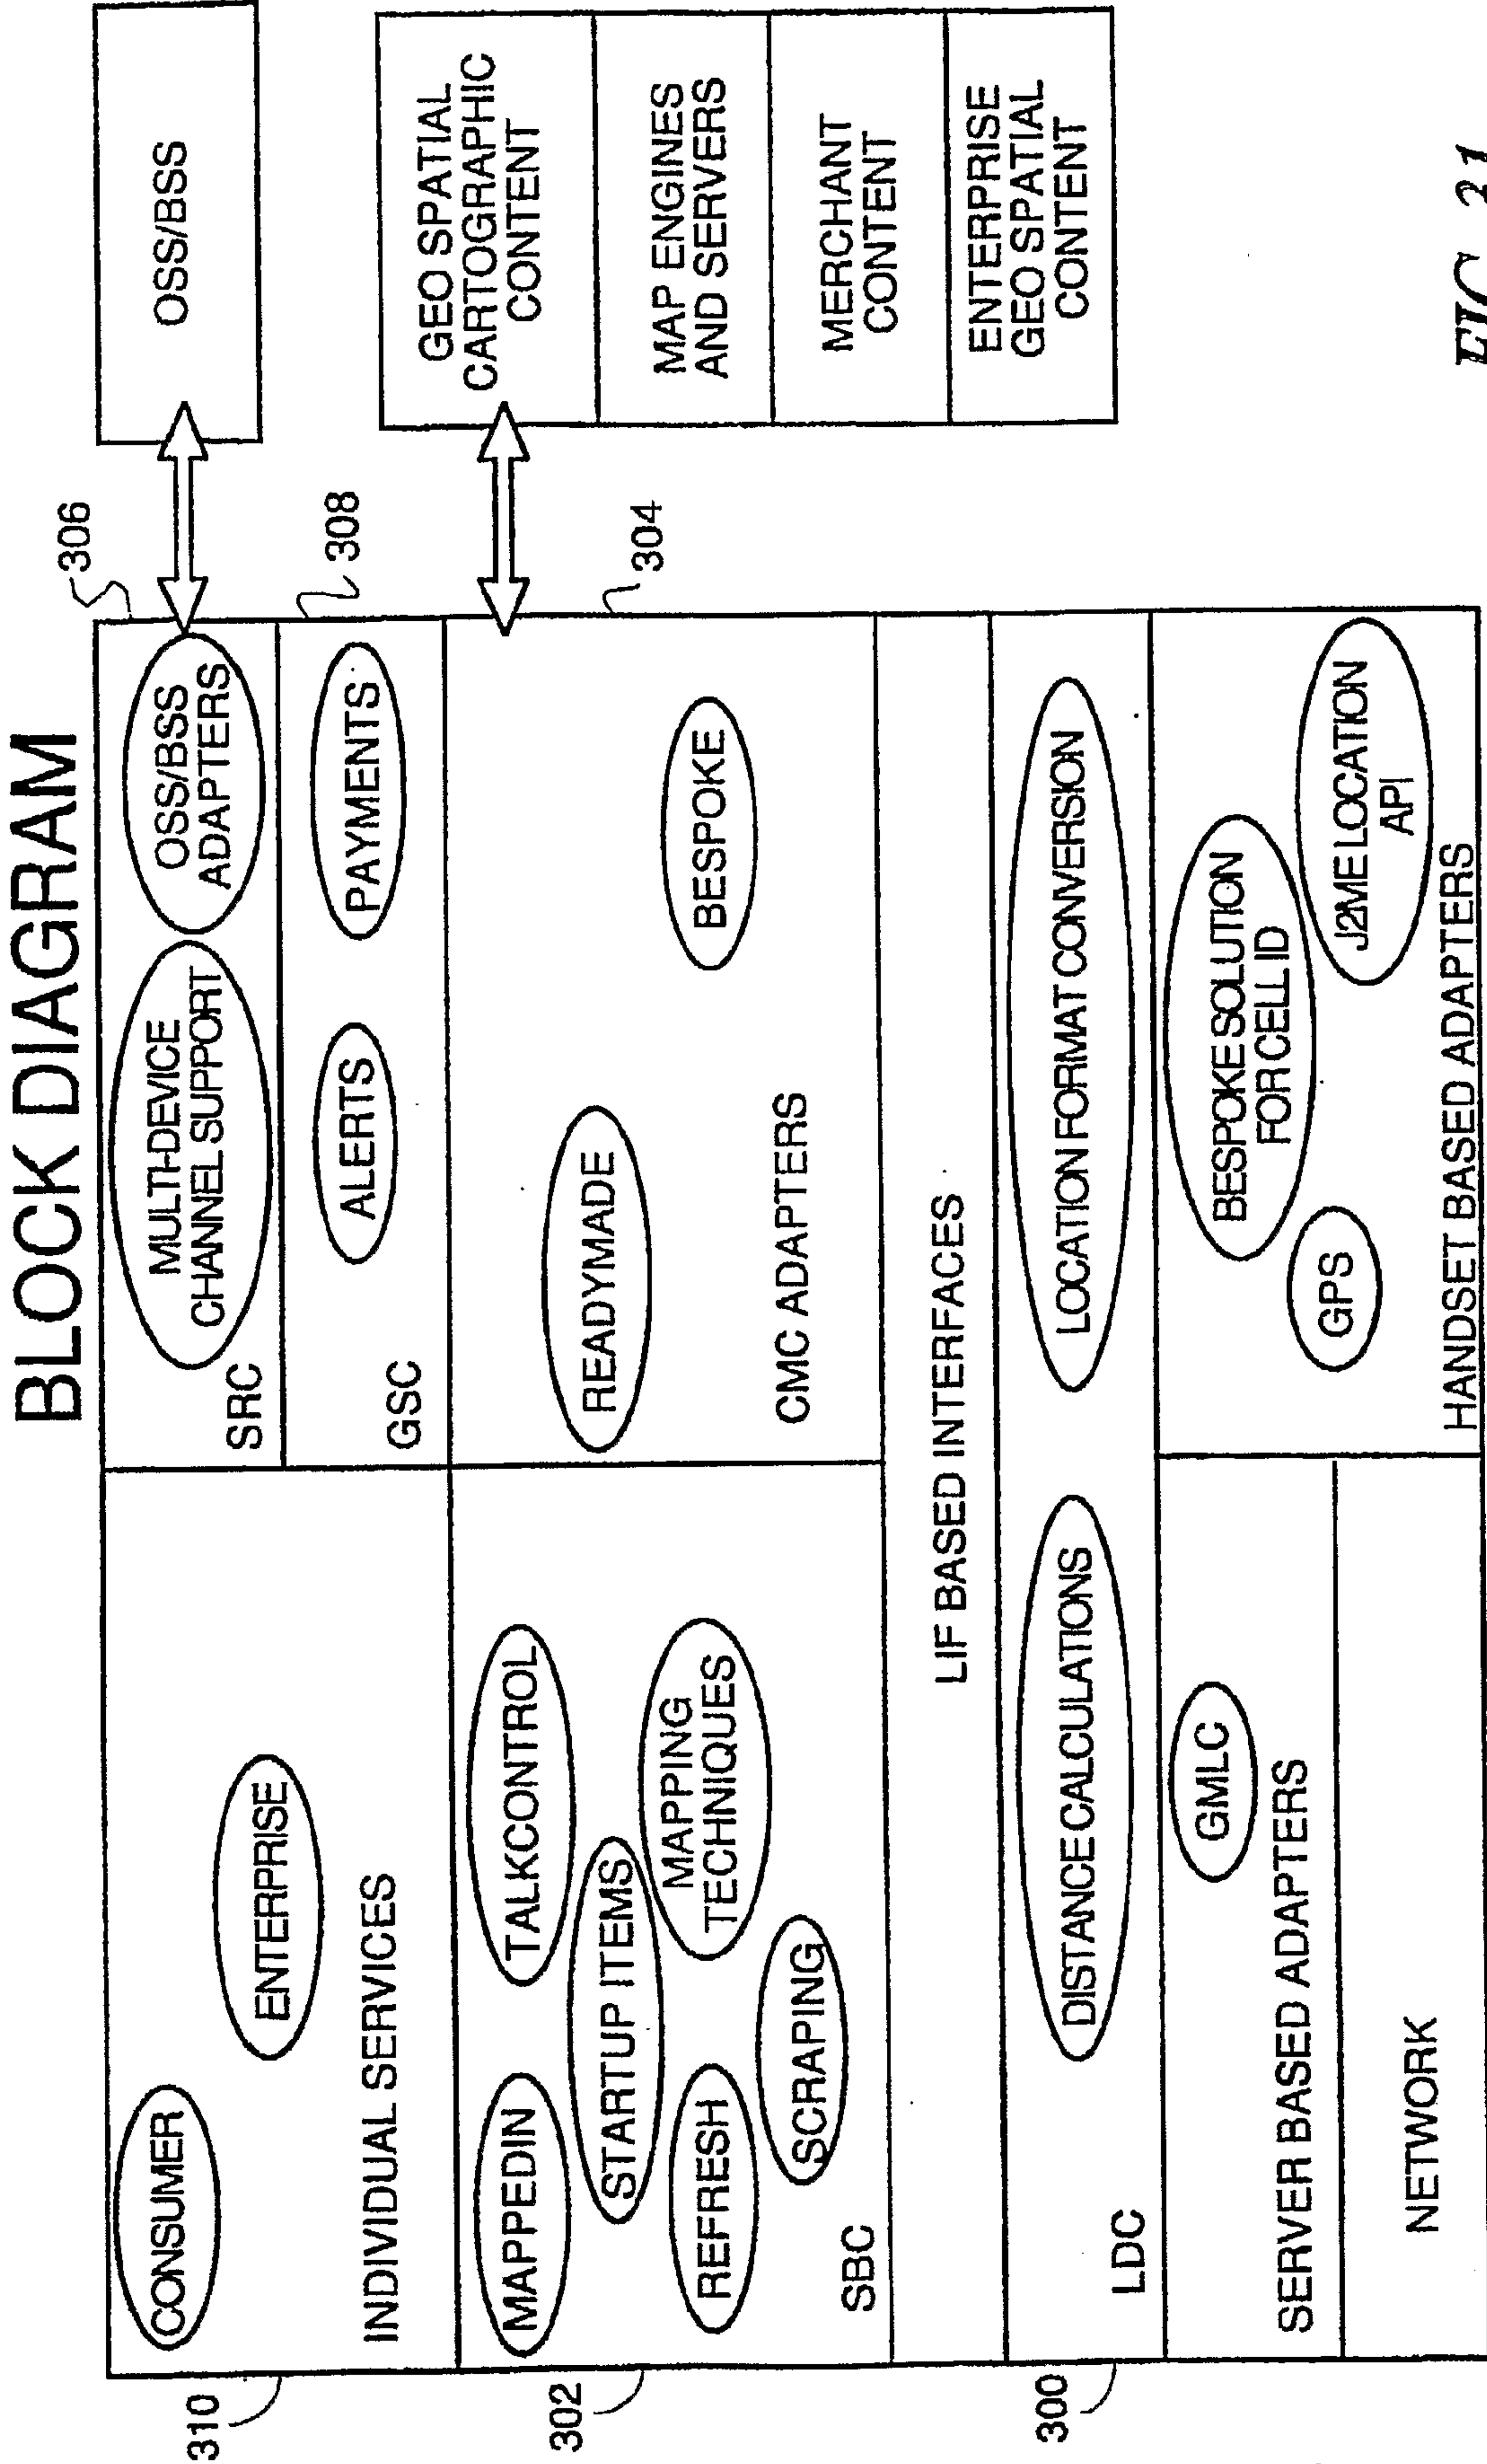 BLOCK DIAGRAM
306
OSS/BSS
MULTI-DEVICE
CHANNEL SUPPORT
OSS/BSS
ADAPTERS
SRC
308
ALERTS
PAYMENTS
GSC
310
CONSUMER
ENTERPRISE
INDIVIDUAL SERVICES
GEO SPATIAL
CARTOGRAPHIC
CONTENT
MAP ENGINES
AND SERVERS
MERCHANT
CONTENT
ENTERPRISE
GEO SPATIAL
CONTENT
304
READYMADE
BESPOKE
CMC ADAPTERS
302
MAPPEDIN
TALKCONTROL
STARTUP ITEMS
REFRESH
MAPPING
TECHNIQUES
SCRAPING
SBC
LIF BASED INTERFACES
300
DISTANCE CALCULATIONS
LOCATION FORMAT CONVERSION
LDC
GMLC
SERVER BASED ADAPTERS
NETWORK
BESPOKE SOLUTION
FOR CELL ID
GPS
J2ME LOCATION
API
HANDSET BASED ADAPTERS
FIG. 21